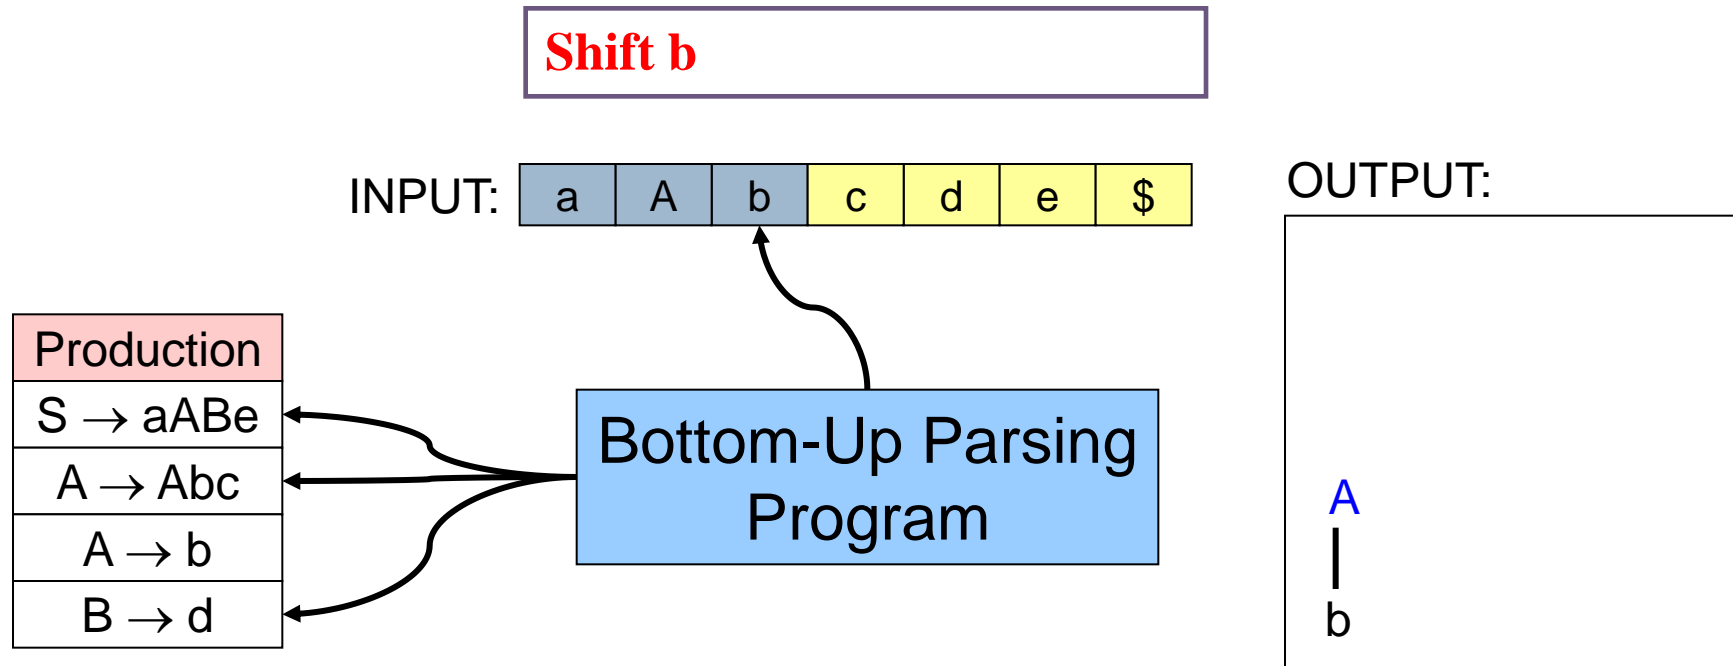 Shift b
INPUT: a A b c d e $
OUTPUT:
Production
S → aABe
A → Abc
A → b
B → d
Bottom-Up Parsing
Program
A
b